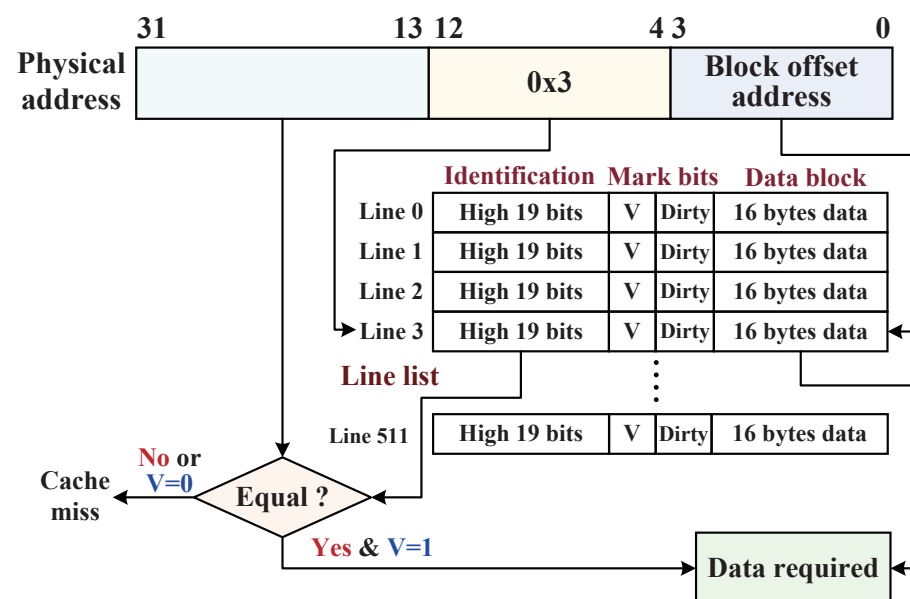 31 13 12 4 3 0
Physical address
0x3
Block offset address
Identification Mark bits Data block
Line 0 High 19 bits V Dirty 16 bytes data
Line 1 High 19 bits V Dirty 16 bytes data
Line 2 High 19 bits V Dirty 16 bytes data
Line 3 High 19 bits V Dirty 16 bytes data
Line list
Line 511 High 19 bits V Dirty 16 bytes data
No or
V=0
Cache
miss
Equal ?
Yes & V=1
Data required